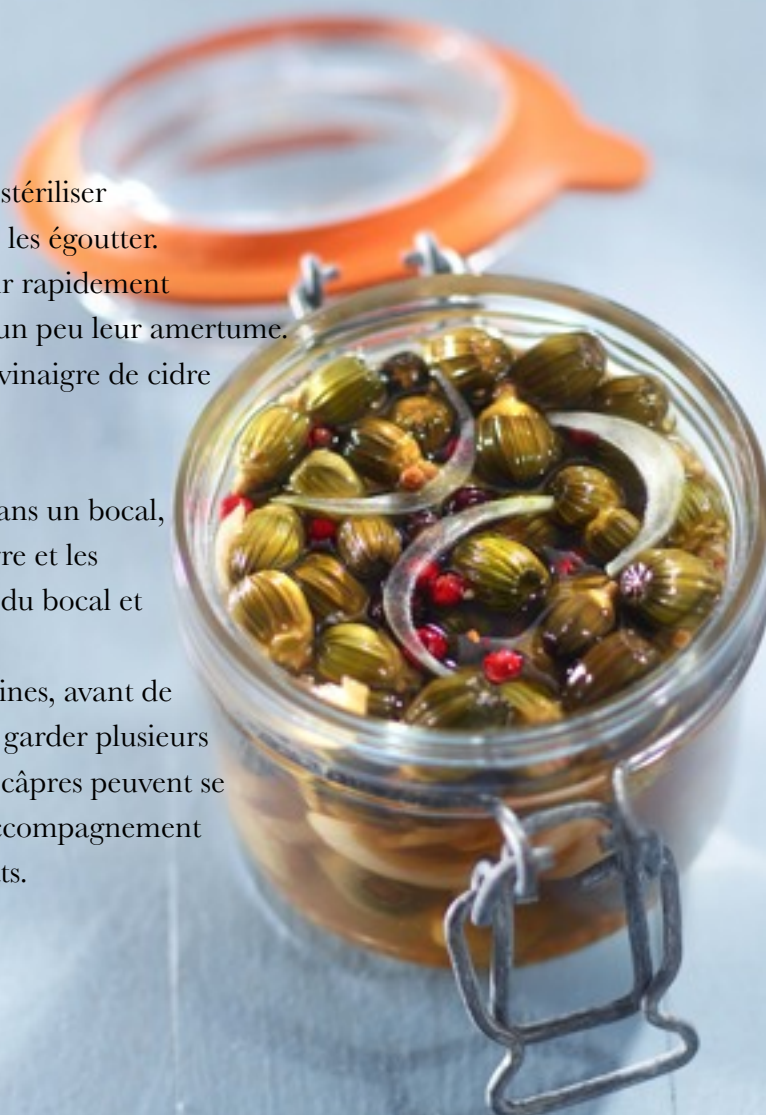 stériliser
les égoutter.
r rapidement
un peu leur amertume.
vinaigre de cidre
ans un bocal,
re et les
du bocal et
ines, avant de
garder plusieurs
câpres peuvent se
ccompagnement
ts.